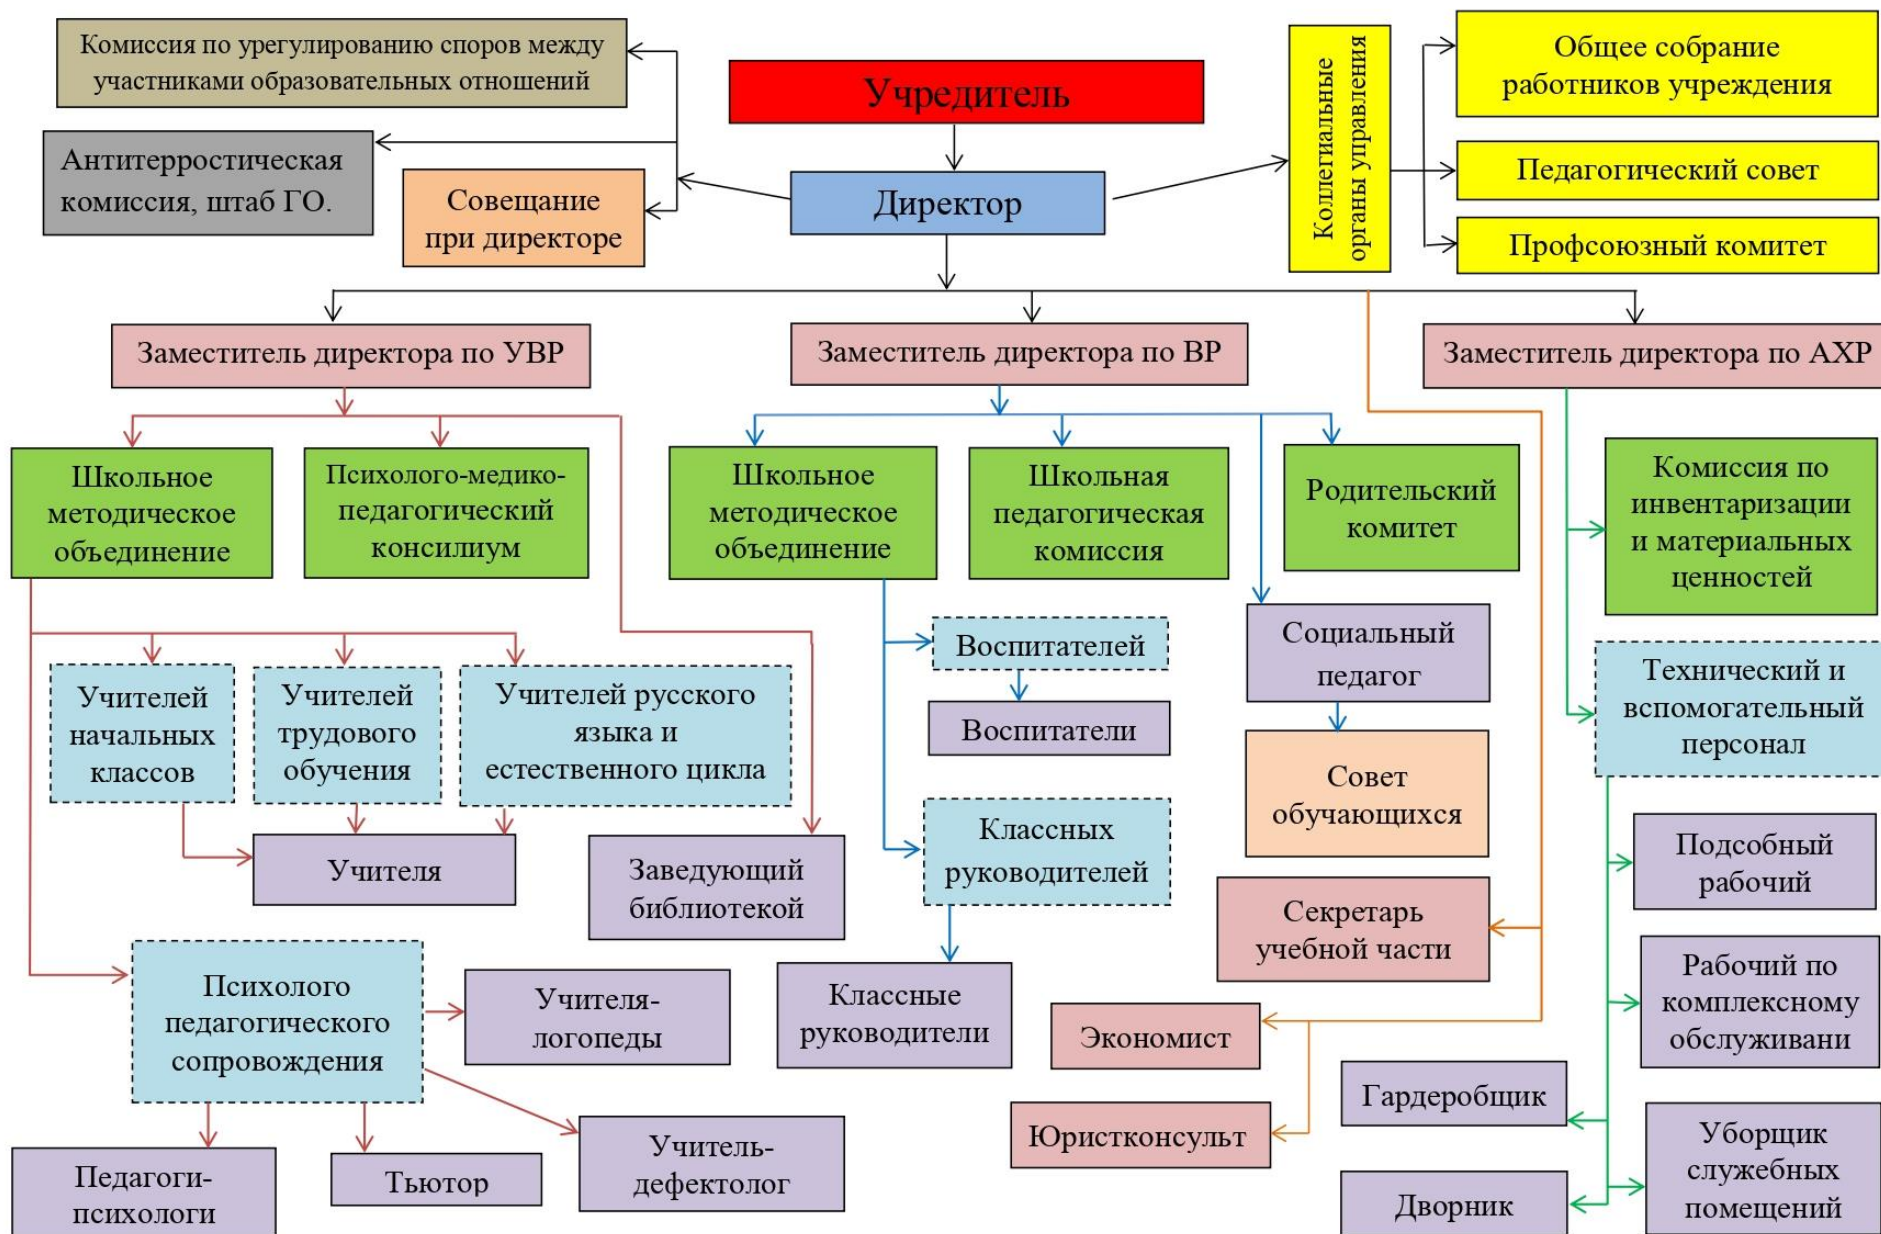 Комиссия по урегулированию споров между
участниками образовательных отношений
Учредитель
Коллегиальные
органы управления
Общее собрание
работников учреждения
Антитерростическая
комиссия, штаб ГО.
Совещание
при директоре
Директор
Педагогический совет
Профсоюзный комитет
Заместитель директора по УВР
Заместитель директора по ВР
Заместитель директора по АХР
Школьное
методическое
объединение
Психолого-медико-
педагогический
консилиум
Школьное
методическое
объединение
Школьная
педагогическая
комиссия
Родительский
комитет
Комиссия по
инвентаризации
и материальных
ценностей
Учителей
начальных
классов
Учителей
трудового
обучения
Учителей русского
языка и
естественного цикла
Воспитателей
Воспитатели
Социальный
педагог
Технический и
вспомогательный
персонал
Совет
обучающихся
Учителя
Заведующий
библиотекой
Классных
руководителей
Подсобный
рабочий
Секретарь
учебной части
Психолого
педагогического
сопровождения
Учителя-
логопеды
Классные
руководители
Экономист
Рабочий по
комплексному
обслуживани
Гардеробщик
Юристконсульт
Уборщик
служебных
помещений
Педагоги-
психологи
Тьютор
Учитель-
дефектолог
Дворник